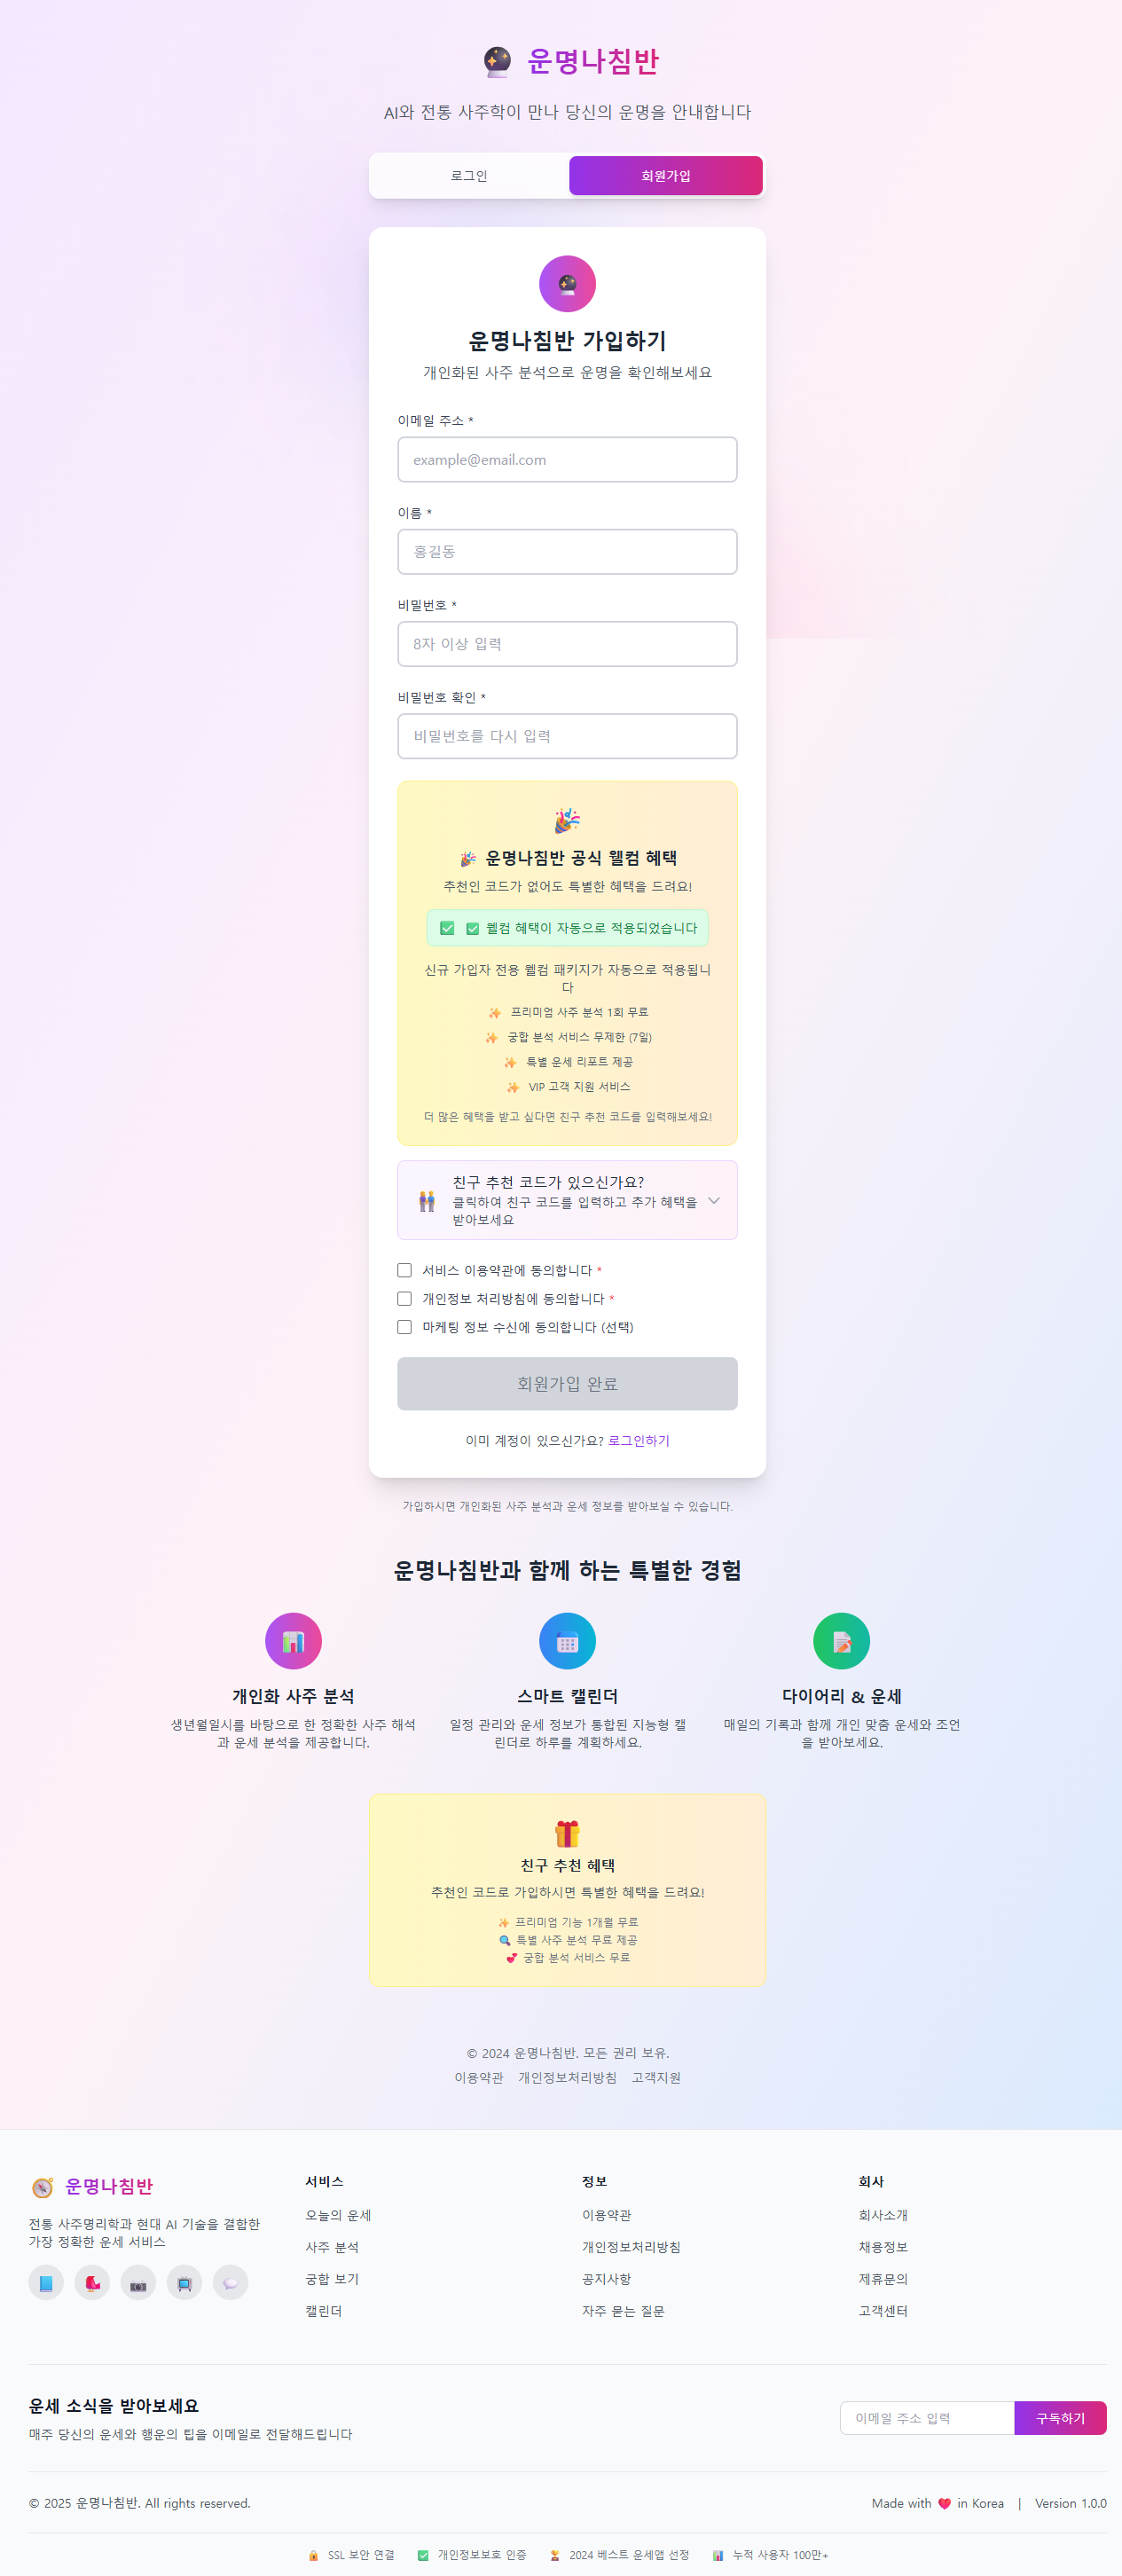 운명나침반
AI와 전통 사주학이 만나 당신의 운명을 안내합니다
로그인
회원가입
운명나침반 가입하기
개인화된 사주 분석으로 운명을 확인해보세요
이메일 주소 *
example@email.com
이름 *
홍길동
비밀번호 *
8자 이상 입력
비밀번호 확인 *
비밀번호를 다시 입력
🎉 운명나침반 공식 웰컴 혜택
추천인 코드가 없어도 특별한 혜택을 드려요!
✅ ✅ 웰컴 혜택이 자동으로 적용되었습니다
신규 가입자 전용 웰컴 패키지가 자동으로 적용됩니
다
✨ 프리미엄 사주 분석 1회 무료
✨ 궁합 분석 서비스 무제한 (7일)
✨ 특별 운세 리포트 제공
✨ VIP 고객 지원 서비스
더 많은 혜택을 받고 싶다면 친구 추천 코드를 입력해보세요!
친구 추천 코드가 있으신가요?
클릭하여 친구 코드를 입력하고 추가 혜택을
받아보세요
서비스 이용약관에 동의합니다 *
개인정보 처리방침에 동의합니다 *
마케팅 정보 수신에 동의합니다 (선택)
회원가입 완료
이미 계정이 있으신가요? 로그인하기
가입하시면 개인화된 사주 분석과 운세 정보를 받아보실 수 있습니다.
운명나침반과 함께 하는 특별한 경험
개인화 사주 분석
생년월일시를 바탕으로 한 정확한 사주 해석
과 운세 분석을 제공합니다.
스마트 캘린더
일정 관리와 운세 정보가 통합된 지능형 캘
린더로 하루를 계획하세요.
다이어리 & 운세
매일의 기록과 함께 개인 맞춤 운세와 조언
을 받아보세요.
친구 추천 혜택
추천인 코드로 가입하시면 특별한 혜택을 드려요!
✨ 프리미엄 기능 1개월 무료
🔍 특별 사주 분석 무료 제공
💕 궁합 분석 서비스 무료
© 2024 운명나침반. 모든 권리 보유.
이용약관 개인정보처리방침 고객지원
운명나침반
전통 사주명리학과 현대 AI 기술을 결합한
가장 정확한 운세 서비스
서비스
오늘의 운세
사주 분석
궁합 보기
캘린더
정보
이용약관
개인정보처리방침
공지사항
자주 묻는 질문
회사
회사소개
채용정보
제휴문의
고객센터
운세 소식을 받아보세요
매주 당신의 운세와 행운의 팁을 이메일로 전달해드립니다
이메일 주소 입력
구독하기
© 2025 운명나침반. All rights reserved.
Made with ❤️ in Korea | Version 1.0.0
🔒 SSL 보안 연결 ✅ 개인정보보호 인증 🏆 2024 베스트 운세앱 선정 📊 누적 사용자 100만+